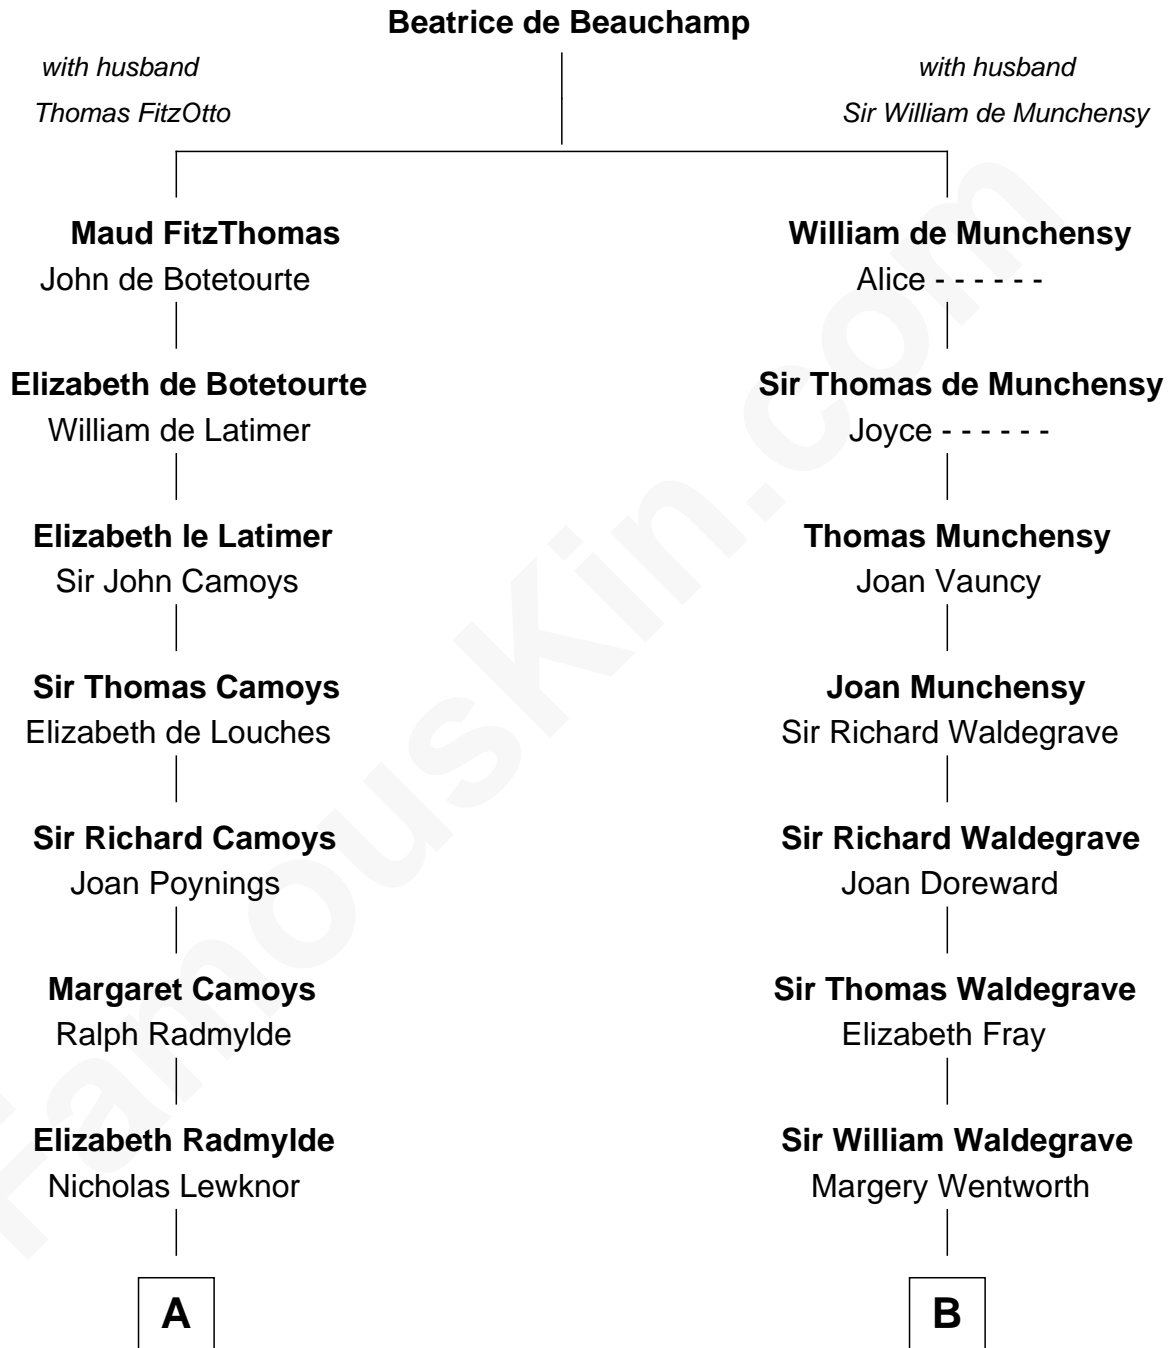 Beatrice de Beauchamp
with husband
Thomas FitzOtto
with husband
Sir William de Munchensy
Maud FitzThomas
John de Botetourte
William de Munchensy
Alice - - - - - -
Elizabeth de Botetourte
William de Latimer
Sir Thomas de Munchensy
Joyce - - - - - -
Elizabeth le Latimer
Sir John Camoys
Thomas Munchensy
Joan Vauncy
Sir Thomas Camoys
Elizabeth de Louches
Joan Munchensy
Sir Richard Waldegrave
Sir Richard Camoys
Joan Poynings
Sir Richard Waldegrave
Joan Doreward
Margaret Camoys
Ralph Radmylde
Sir Thomas Waldegrave
Elizabeth Fray
Elizabeth Radmylde
Nicholas Lewknor
Sir William Waldegrave
Margery Wentworth
A
B
FamousKin.com